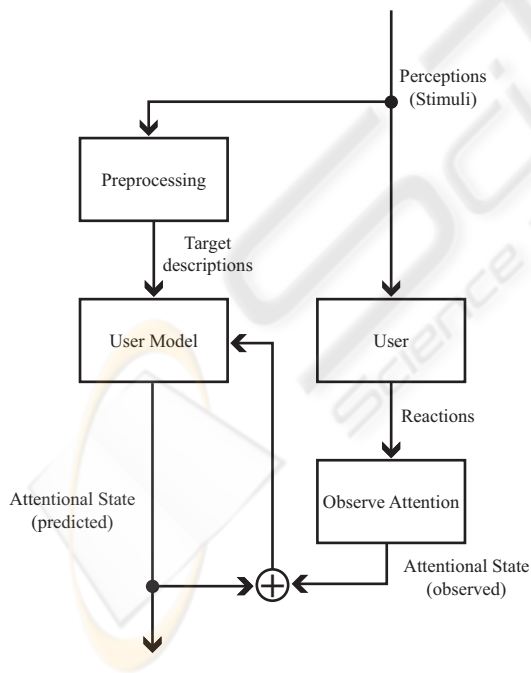 Perceptions
(Stimuli)
Preprocessing
Target
descriptions
User Model
User
Reactions
Attentional State
(predicted)
Observe Attention
Attentional State
(observed)